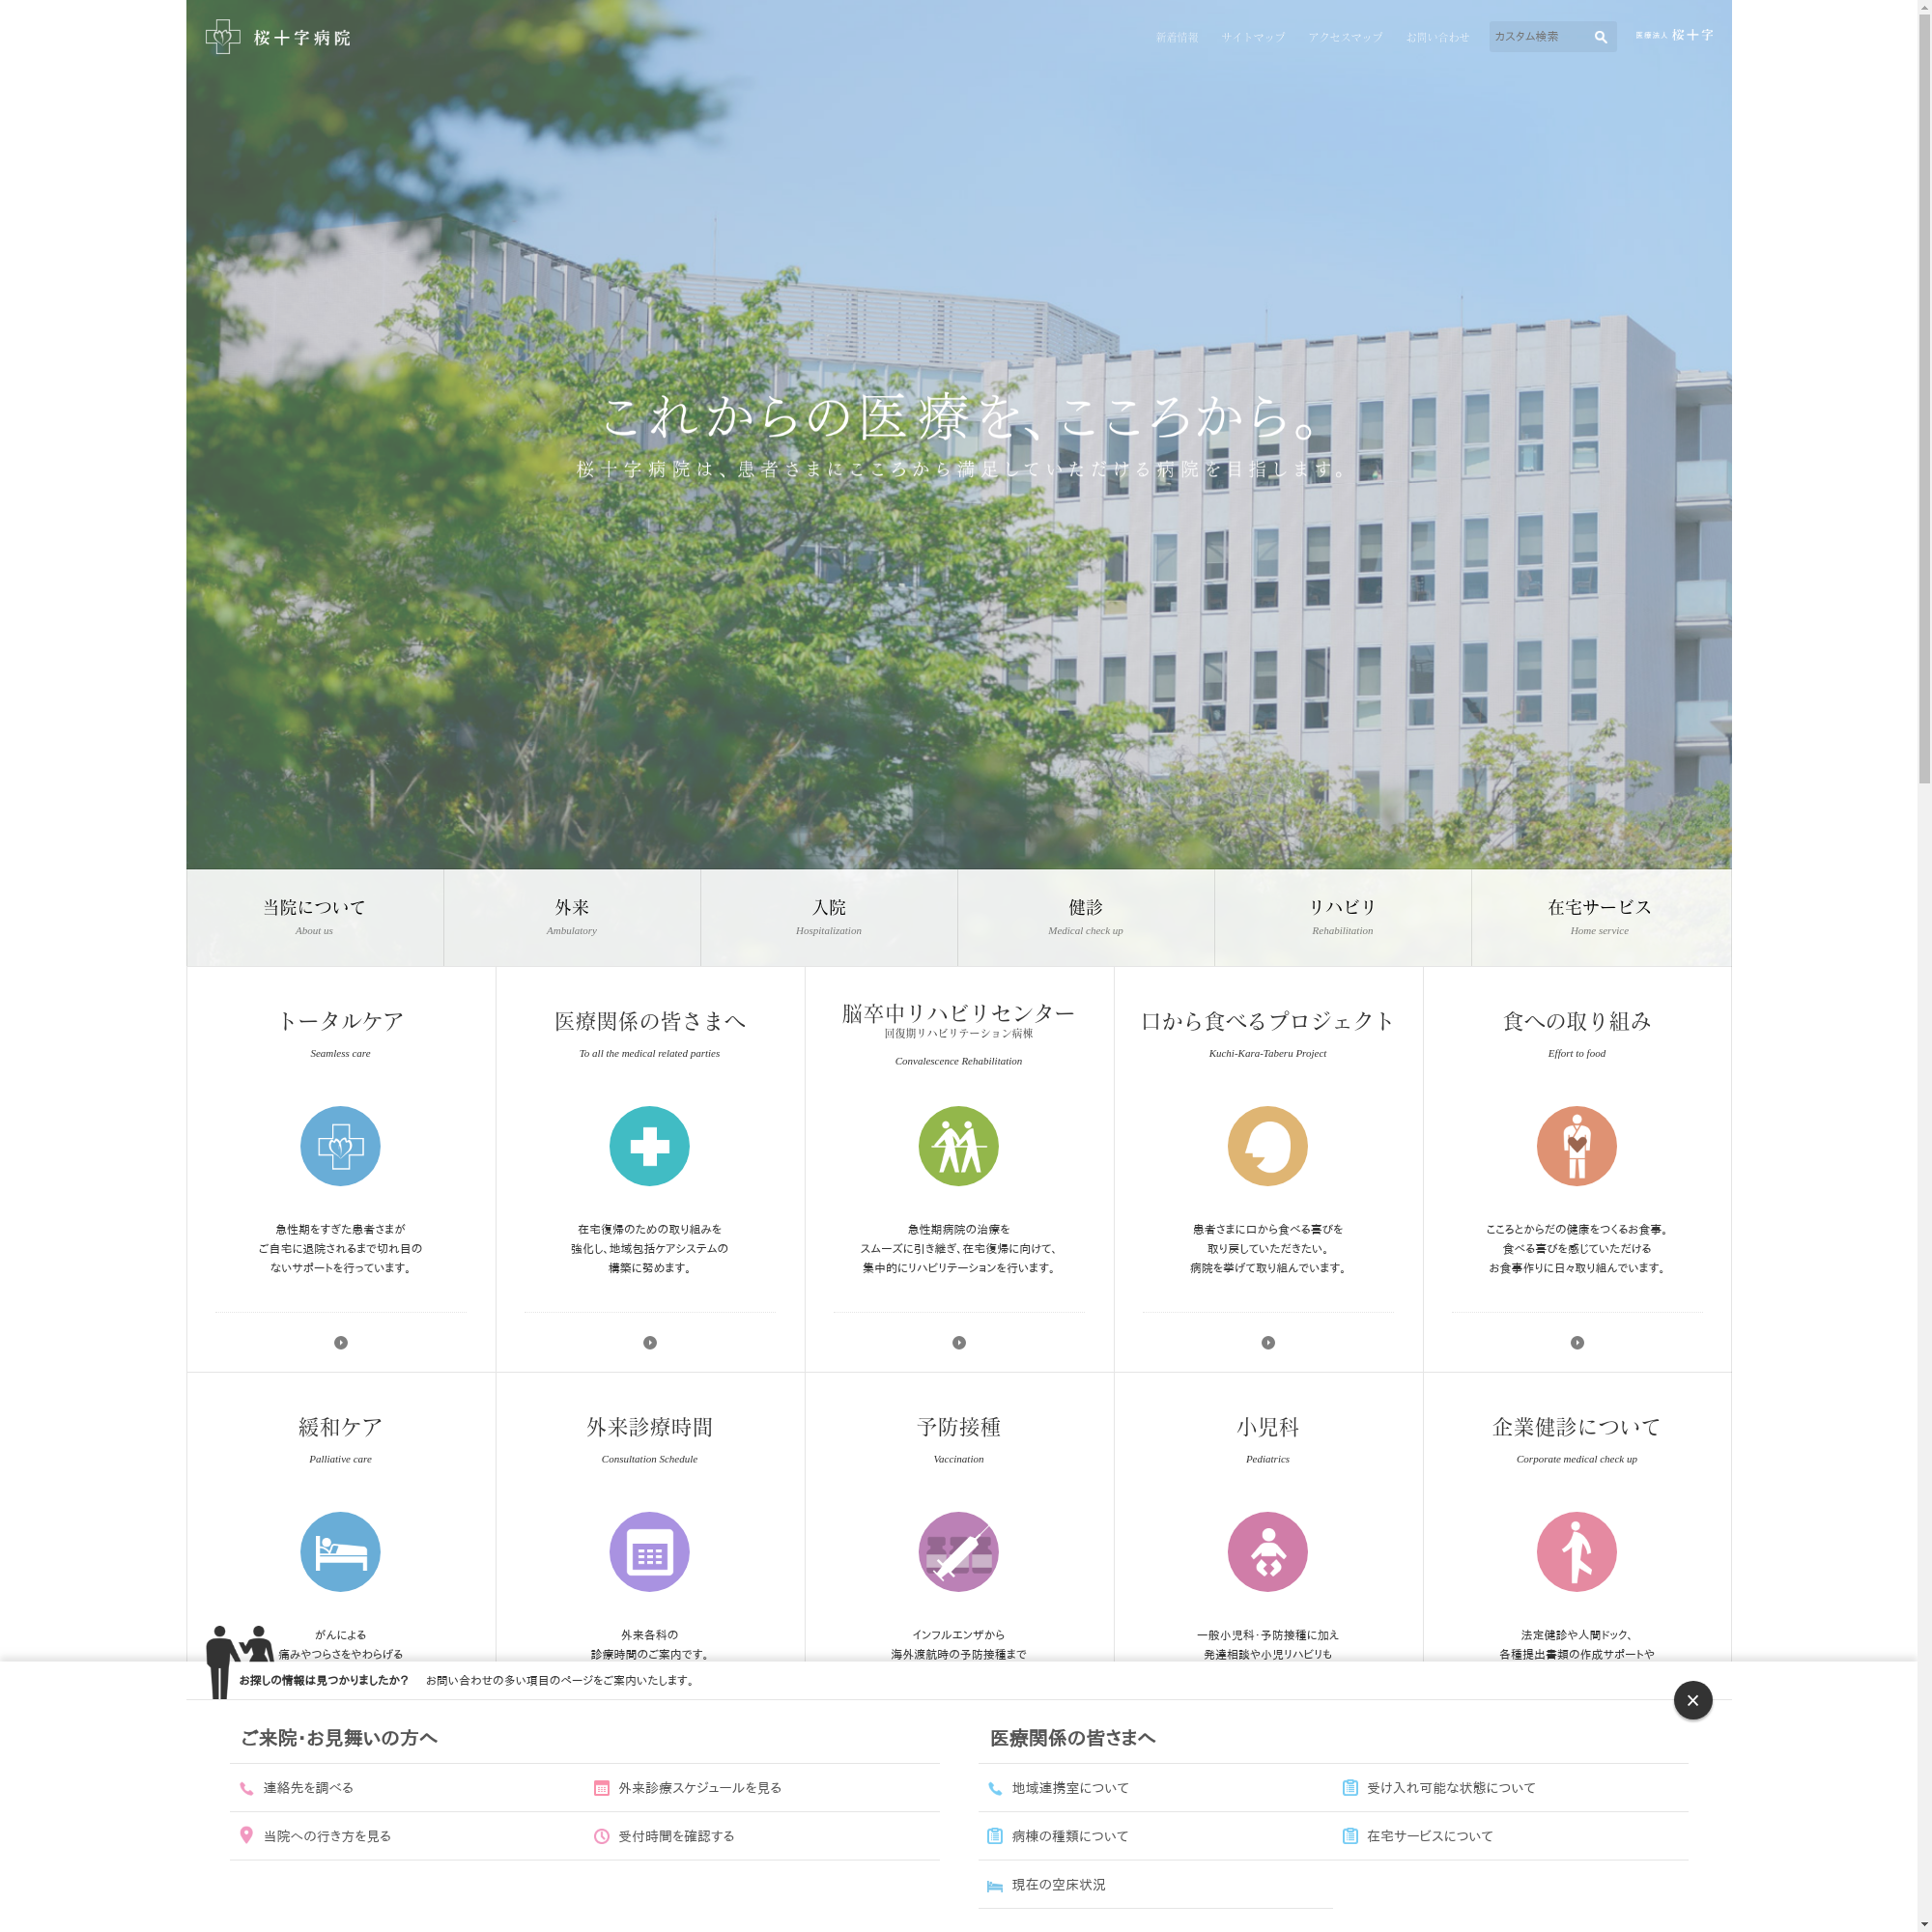 桜十字病院
新着情報 サイトマップ アクセスマップ お問い合わせ カスタム検索 医療法人 桜十字
これからの医療を、こころから。
桜十字病院は、患者さまにこころから満足していただける病院を目指します。
当院について 外来 入院 健診 リハビリ 在宅サービス
About us Ambulatory Hospitalization Medical check up Rehabilitation Home service
トータルケア
Seamless care
急性期をすぎた患者さまが
ご自宅に退院されるまで切れ目の
ないサポートを行っています。
医療関係の皆さまへ
To all the medical related parties
在宅復帰のための取り組みを
強化し、地域包括ケアシステムの
構築に努めます。
脳卒中リハビリセンター
回復期リハビリテーション病棟
Convalescence Rehabilitation
急性期病院の治療を
スムーズに引き継ぎ、在宅復帰に向けて、
集中的にリハビリテーションを行います。
口から食べるプロジェクト
Kuchi-Kara-Taberu Project
患者さまに口から食べる喜びを
取り戻していただきたい。
病院を挙げて取り組んでいます。
食への取り組み
Effort to food
こころとからだの健康をつくるお食事。
食べる喜びを感じていただける
お食事作りに日々取り組んでいます。
緩和ケア
Palliative care
がんによる
痛みやつらさをやわらげる
外来診療時間
Consultation Schedule
外来各科の
診療時間のご案内です。
予防接種
Vaccination
インフルエンザから
海外渡航時の予防接種まで
小児科
Pediatrics
一般小児科・予防接種に加え
発達相談や小児リハビリも
企業健診について
Corporate medical check up
法定健診や人間ドック、
各種提出書類の作成サポートや
お探しの情報は見つかりましたか？ お問い合わせの多い項目のページをご案内いたします。
ご来院・お見舞いの方へ
連絡先を調べる 外来診療スケジュールを見る
当院への行き方を見る 受付時間を確認する
医療関係の皆さまへ
地域連携室について 受け入れ可能な状態について
病棟の種類について 在宅サービスについて
現在の空床状況